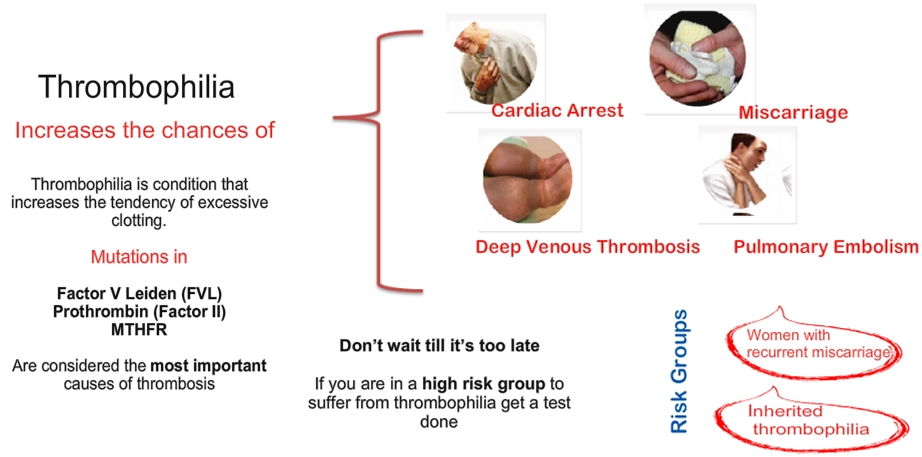 Thrombophilia
Increases the chances of
Thrombophilia is condition that
increases the tendency of excessive
clotting.
Mutations in
Factor V Leiden (FVL)
Prothrombin (Factor II)
MTHFR
Are considered the most important
causes of thrombosis
Cardiac Arrest
Miscarriage
Deep Venous Thrombosis
Pulmonary Embolism
Don't wait till it's too late
If you are in a high risk group to
suffer from thrombophilia get a test
done
Risk Groups
Women with
recurrent miscarriage
Inherited
thrombophilia